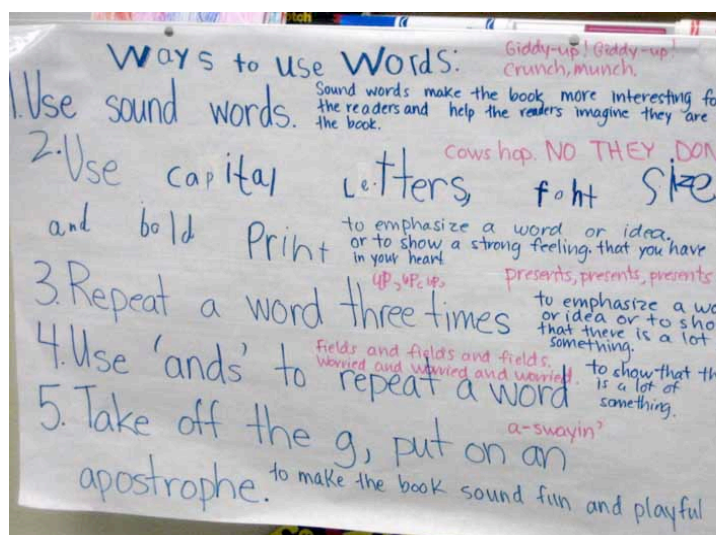 Ways to use Words:
Giddy-up! Giddy-up!
Crunch, munch.
1. Use sound words.
Sound words make the book more interesting fo
the readers and help the readers imagine they are
the book.
Cows hop. NO THEY DON
2. Use capital Letters, font size
and bold Print
to emphasize a word or idea.
or to show a strong feeling. that you have
in your heart
up, up, up,
presents, presents, presents
3. Repeat a word three times
to emphasize a wo
or idea or to sho
that there is a lot
something.
fields and fields and fields.
worried and worried and worried.
4. Use 'ands' to repeat a word
to show that th
is a lot of
something.
a-swayin'
5. Take off the g, put on an
apostrophe.
to make the book sound fun and playful